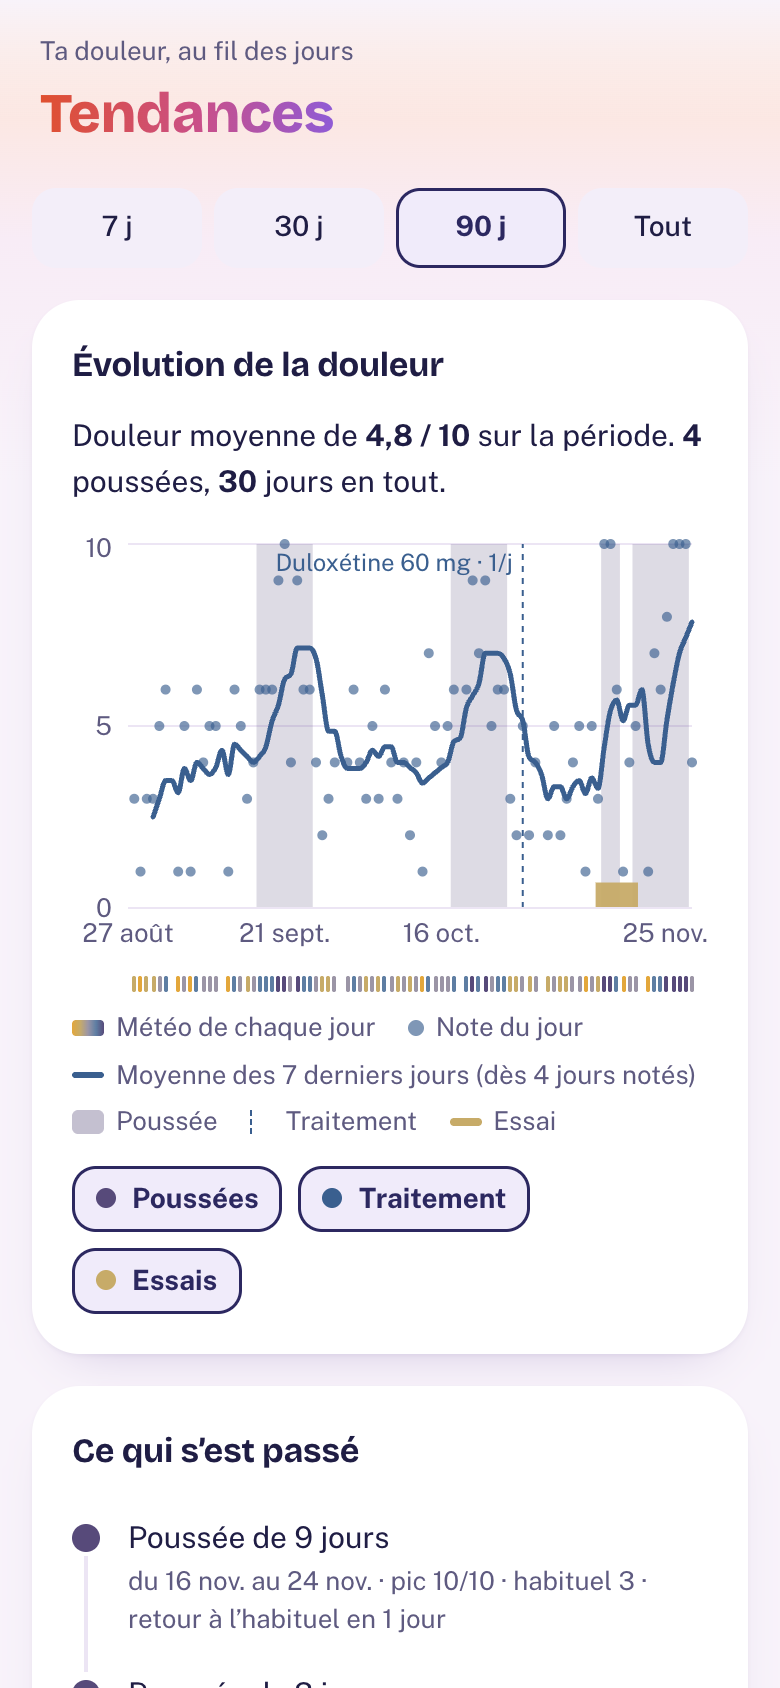 Ta douleur, au fil des jours
Tendances
7 j
30 j
90 j
Tout
Évolution de la douleur
Douleur moyenne de 4,8 / 10 sur la période. 4
poussées, 30 jours en tout.
10
Duloxétine 60 mg · 1/j
5
0
27 août
21 sept.
16 oct.
25 nov.
Météo de chaque jour
Note du jour
Moyenne des 7 derniers jours (dès 4 jours notés)
Poussée
Traitement
Essai
Poussées
Traitement
Essais
Ce qui s’est passé
Poussée de 9 jours
du 16 nov. au 24 nov. · pic 10/10 · habituel 3 ·
retour à l’habituel en 1 jour